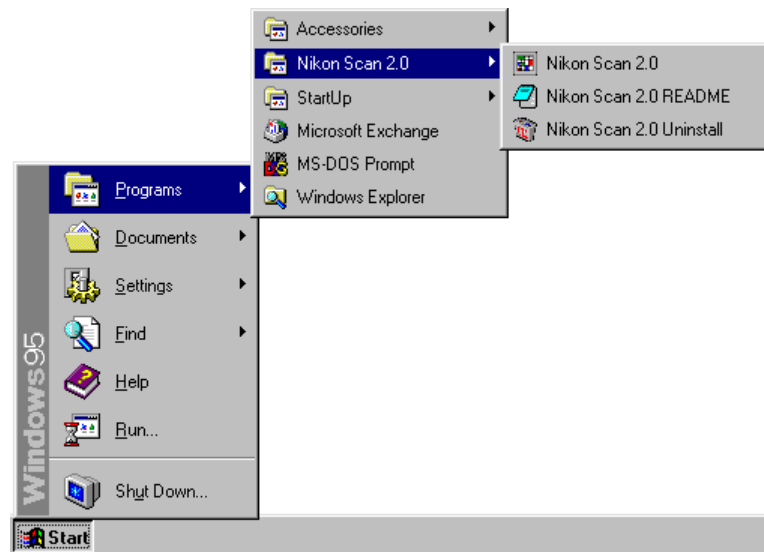 Accessories
Nikon Scan 2.0
StartUp
Microsoft Exchange
MS-DOS Prompt
Windows Explorer
Nikon Scan 2.0
Nikon Scan 2.0 README
Nikon Scan 2.0 Uninstall
Programs
Documents
Settings
Find
Help
Run...
Shut Down...
Windows95
Start